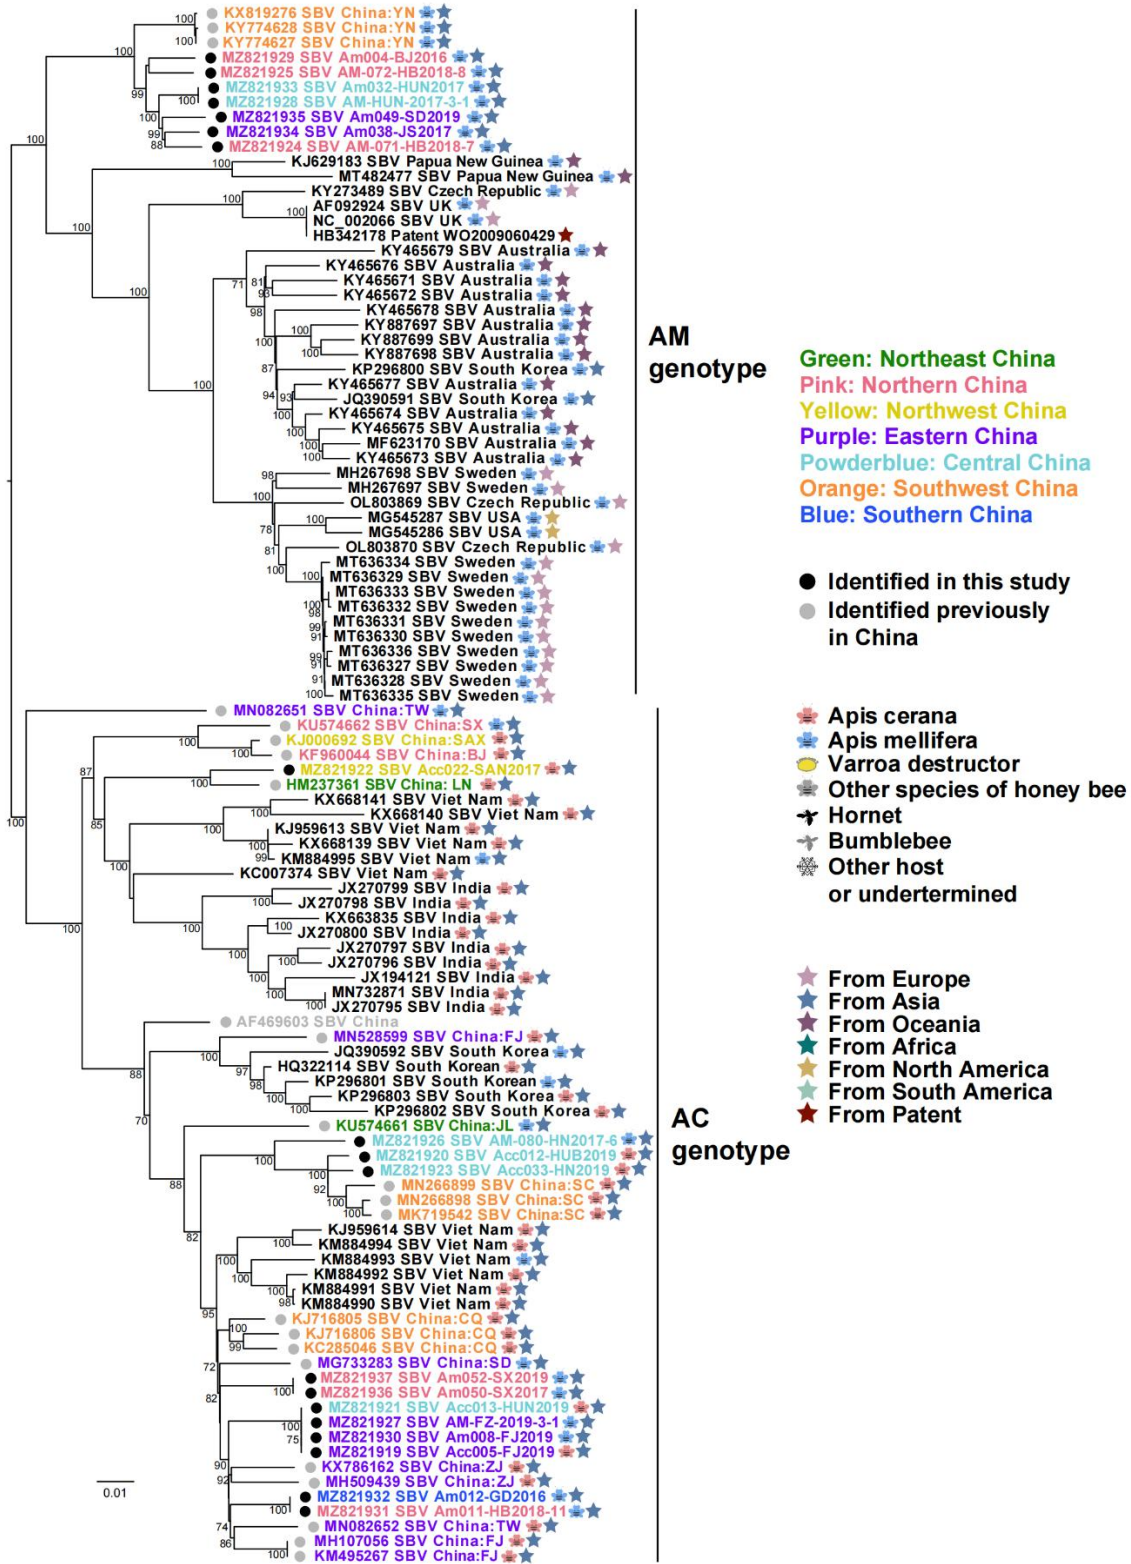 KX819276 SBV China:YN
KY774628 SBV China:YN
KY774627 SBV China:YN
MZ821929 SBV Am004-BJ2016
MZ821925 SBV AM-072-HB2018-8
MZ821933 SBV Am032-HUN2017
MZ821928 SBV AM-HUN-2017-3-1
MZ821935 SBV Am049-SD2019
MZ821934 SBV Am038-JS2017
MZ821924 SBV AM-071-HB2018-7
KJ629183 SBV Papua New Guinea
MT482477 SBV Papua New Guinea
KY273489 SBV Czech Republic
AF092924 SBV UK
NC_002066 SBV UK
HB342178 Patent WO2009060429
KY465679 SBV Australia
KY465676 SBV Australia
KY465671 SBV Australia
KY465672 SBV Australia
KY465678 SBV Australia
KY887697 SBV Australia
KY887699 SBV Australia
KY887698 SBV Australia
KP296800 SBV South Korea
KY465677 SBV Australia
JQ390591 SBV South Korea
KY465674 SBV Australia
KY465675 SBV Australia
MF623170 SBV Australia
KY465673 SBV Australia
MH267698 SBV Sweden
MH267697 SBV Sweden
OL803869 SBV Czech Republic
MG545287 SBV USA
MG545286 SBV USA
OL803870 SBV Czech Republic
MT636334 SBV Sweden
MT636329 SBV Sweden
MT636333 SBV Sweden
MT636332 SBV Sweden
MT636331 SBV Sweden
MT636330 SBV Sweden
MT636336 SBV Sweden
MT636327 SBV Sweden
MT636328 SBV Sweden
MT636335 SBV Sweden
MN082651 SBV China:TW
KU574662 SBV China:SX
KJ000692 SBV China:SAX
KF960044 SBV China:BJ
MZ821922 SBV Acc022-SAN2017
HM237361 SBV China: LN
KX668141 SBV Viet Nam
KX668140 SBV Viet Nam
KJ959613 SBV Viet Nam
KX668139 SBV Viet Nam
KM884995 SBV Viet Nam
KC007374 SBV Viet Nam
JX270799 SBV India
JX270798 SBV India
KX663835 SBV India
JX270800 SBV India
JX270797 SBV India
JX270796 SBV India
JX194121 SBV India
MN732871 SBV India
JX270795 SBV India
AF469603 SBV China
MN528599 SBV China:FJ
JQ390592 SBV South Korea
HQ322114 SBV South Korean
KP296801 SBV South Korean
KP296803 SBV South Korea
KP296802 SBV South Korea
KU574661 SBV China:JL
MZ821926 SBV AM-080-HN2017-6
MZ821920 SBV Acc012-HUB2019
MZ821923 SBV Acc033-HN2019
MN266899 SBV China:SC
MN266898 SBV China:SC
MK719542 SBV China:SC
KJ959614 SBV Viet Nam
KM884994 SBV Viet Nam
KM884993 SBV Viet Nam
KM884992 SBV Viet Nam
KM884991 SBV Viet Nam
KM884990 SBV Viet Nam
KJ716805 SBV China:CQ
KJ716806 SBV China:CQ
KC285046 SBV China:CQ
MG733283 SBV China:SD
MZ821937 SBV Am052-SX2019
MZ821936 SBV Am050-SX2017
MZ821921 SBV Acc013-HUN2019
MZ821927 SBV AM-FZ-2019-3-1
MZ821930 SBV Am008-FJ2019
MZ821919 SBV Acc005-FJ2019
KX786162 SBV China:ZJ
MH509439 SBV China:ZJ
MZ821932 SBV Am012-GD2016
MZ821931 SBV Am011-HB2018-11
MN082652 SBV China:TW
MH107056 SBV China:FJ
KM495267 SBV China:FJ
0.01
AM
genotype
AC
genotype
Green: Northeast China
Pink: Northern China
Yellow: Northwest China
Purple: Eastern China
Powderblue: Central China
Orange: Southwest China
Blue: Southern China
Identified in this study
Identified previously
in China
Apis cerana
Apis mellifera
Varroa destructor
Other species of honey bee
Hornet
Bumblebee
Other host
or undertermined
From Europe
From Asia
From Oceania
From Africa
From North America
From South America
From Patent